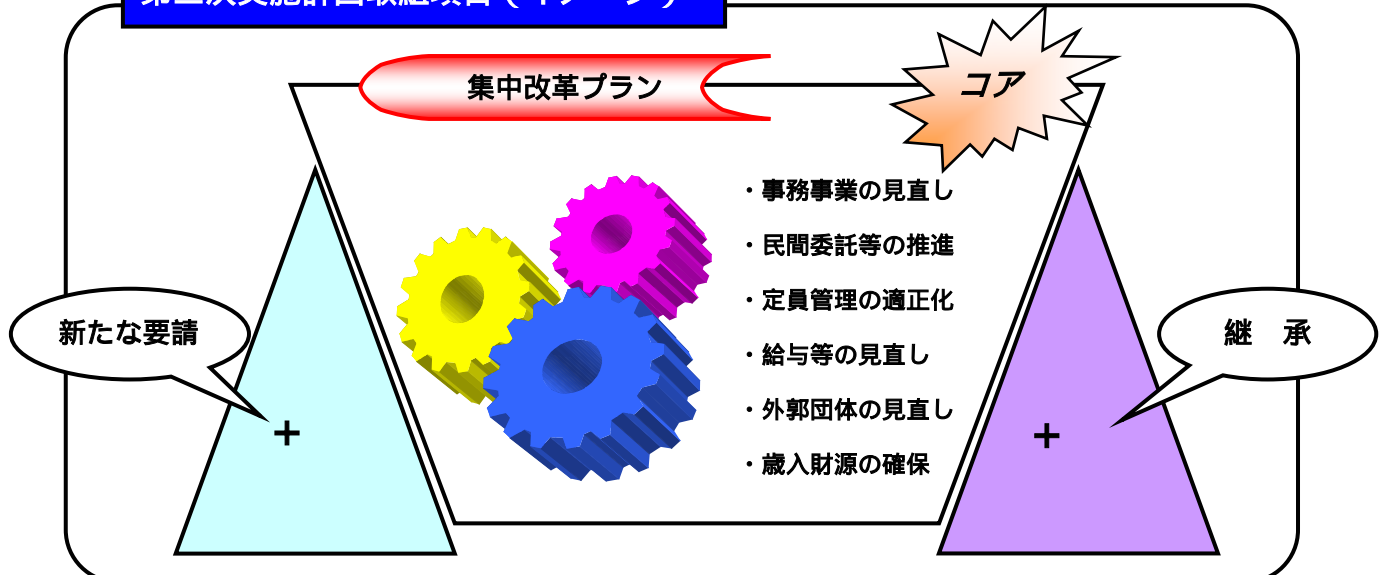 集中改革プラン
コア
・事務事業の見直し
・民間委託等の推進
・定員管理の適正化
・給与等の見直し
・外郭団体の見直し
・歳入財源の確保
新たな要請
＋
継　承
＋